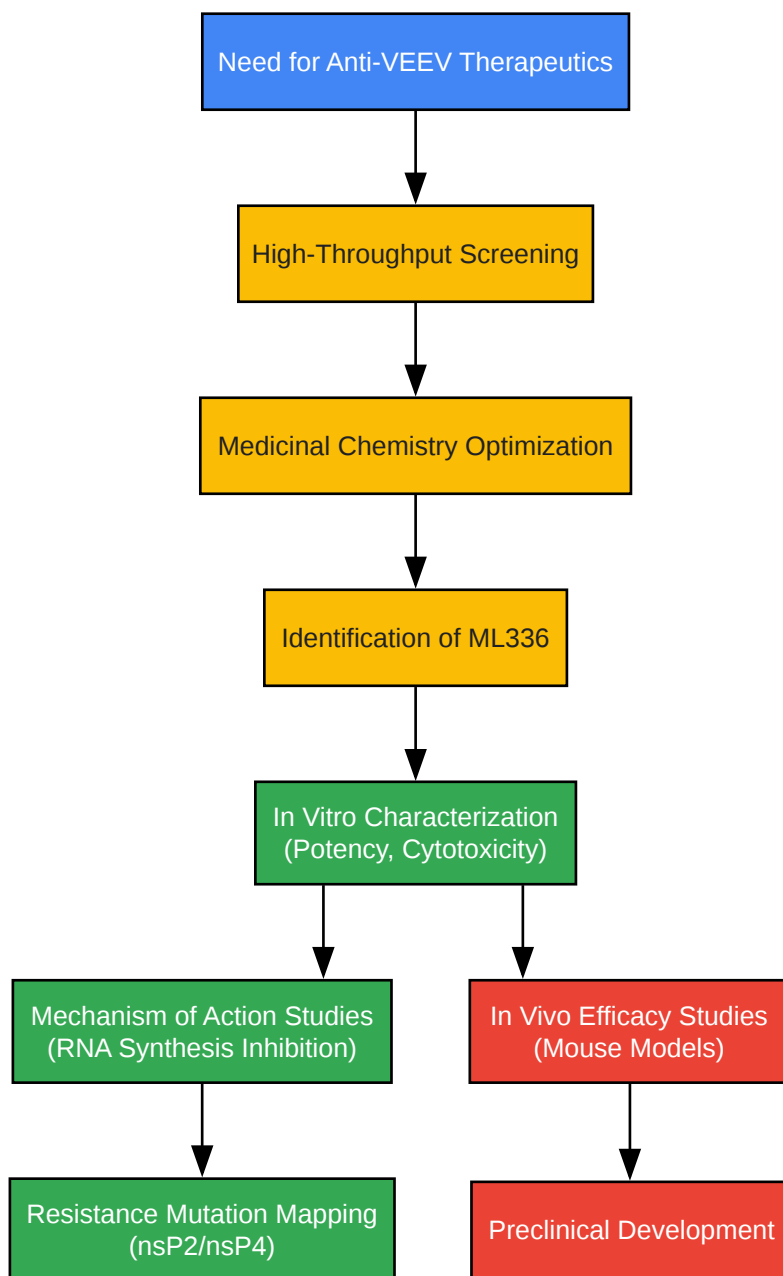 Need for Anti-VEEV Therapeutics
High-Throughput Screening
Medicinal Chemistry Optimization
Identification of ML336
In Vitro Characterization
(Potency, Cytotoxicity)
Mechanism of Action Studies
(RNA Synthesis Inhibition)
In Vivo Efficacy Studies
(Mouse Models)
Resistance Mutation Mapping
(nsP2/nsP4)
Preclinical Development